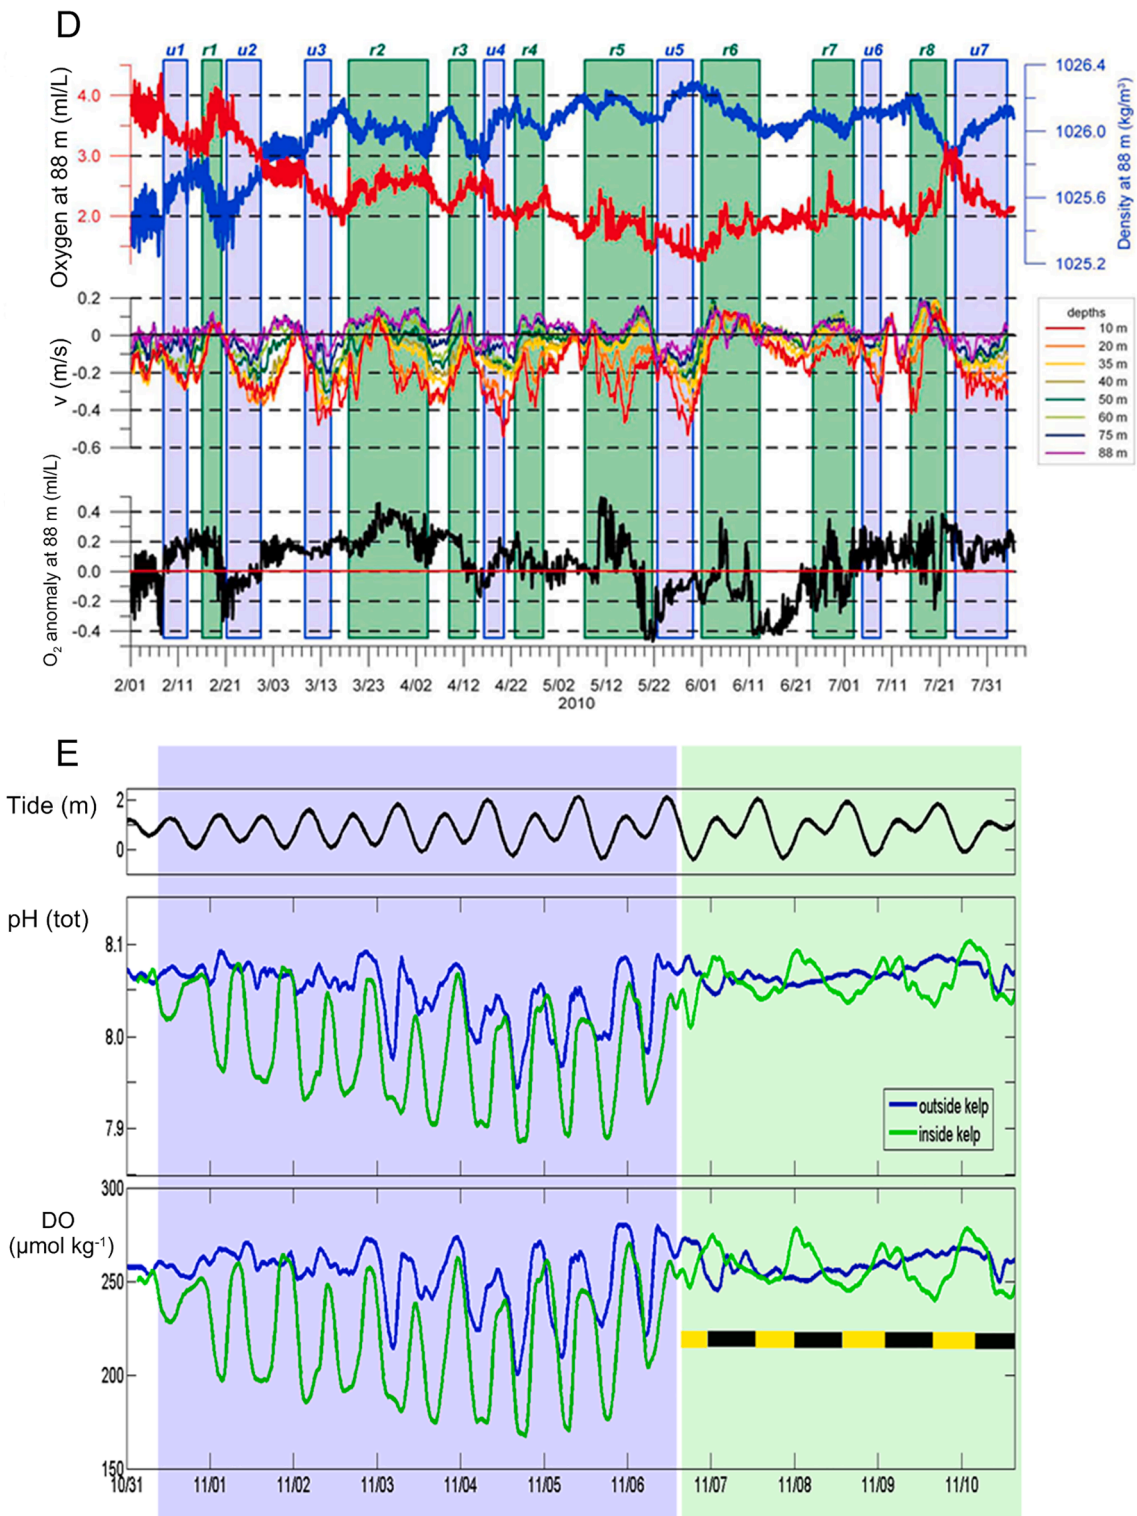 D
u1 r1 u2 u3 r2 r3 u4 r4 r5 u5 r6 r7 u6 r8 u7
Oxygen at 88 m (ml/L)
4.0
3.0
2.0
1026.4
1026.0
1025.6
1025.2
Density at 88 m (kg/m³)
v (m/s)
0.2
0
-0.2
-0.4
-0.6
depths
10 m
20 m
35 m
40 m
50 m
60 m
75 m
88 m
O₂ anomaly at 88 m (ml/L)
0.4
0.2
0.0
-0.2
-0.4
2/01 2/11 2/21 3/03 3/13 3/23 4/02 4/12 4/22 5/02 5/12 5/22 6/01 6/11 6/21 7/01 7/11 7/21 7/31
2010
E
Tide (m)
2
0
pH (tot)
8.1
8.0
7.9
outside kelp
inside kelp
DO
(µmol kg⁻¹)
300
250
200
150
10/31 11/01 11/02 11/03 11/04 11/05 11/06 11/07 11/08 11/09 11/10